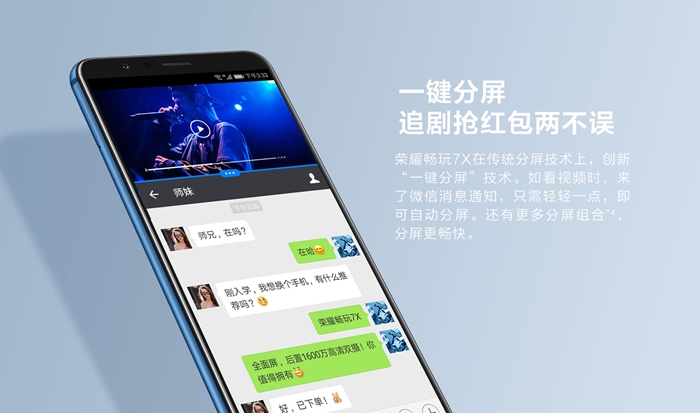 下午3:33
一键分屏
追剧抢红包两不误
荣耀畅玩7X在传统分屏技术上，创新
“一键分屏”技术。如看视频时，来
了微信消息通知，只需轻轻一点，即
可自动分屏。还有更多分屏组合*4，
分屏更畅快。
师妹
师兄，在吗?
在哈
刚入学，我想换个手机，有什么推
荐吗?
荣耀畅玩7X
全面屏，后置1600万高清双摄！你
值得拥有
好，已下单！